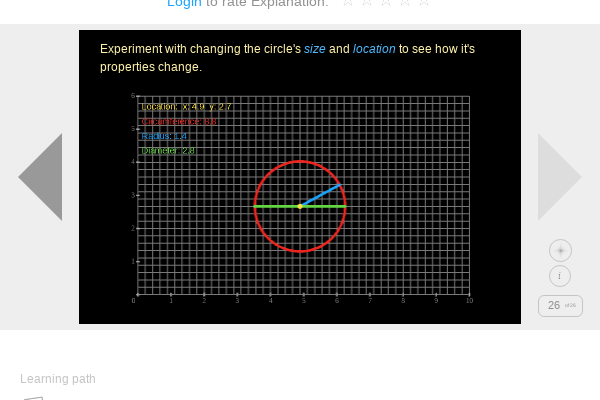 Login to rate Explanation:
Experiment with changing the circle's size and location to see how it's
properties change.
Location: x: 4.9 y: 2.7
Circumference: 8.8
Radius: 1.4
Diameter: 2.8
6
5
4
3
2
1
0 1 2 3 4 5 6 7 8 9 10
i
26 of 26
Learning path